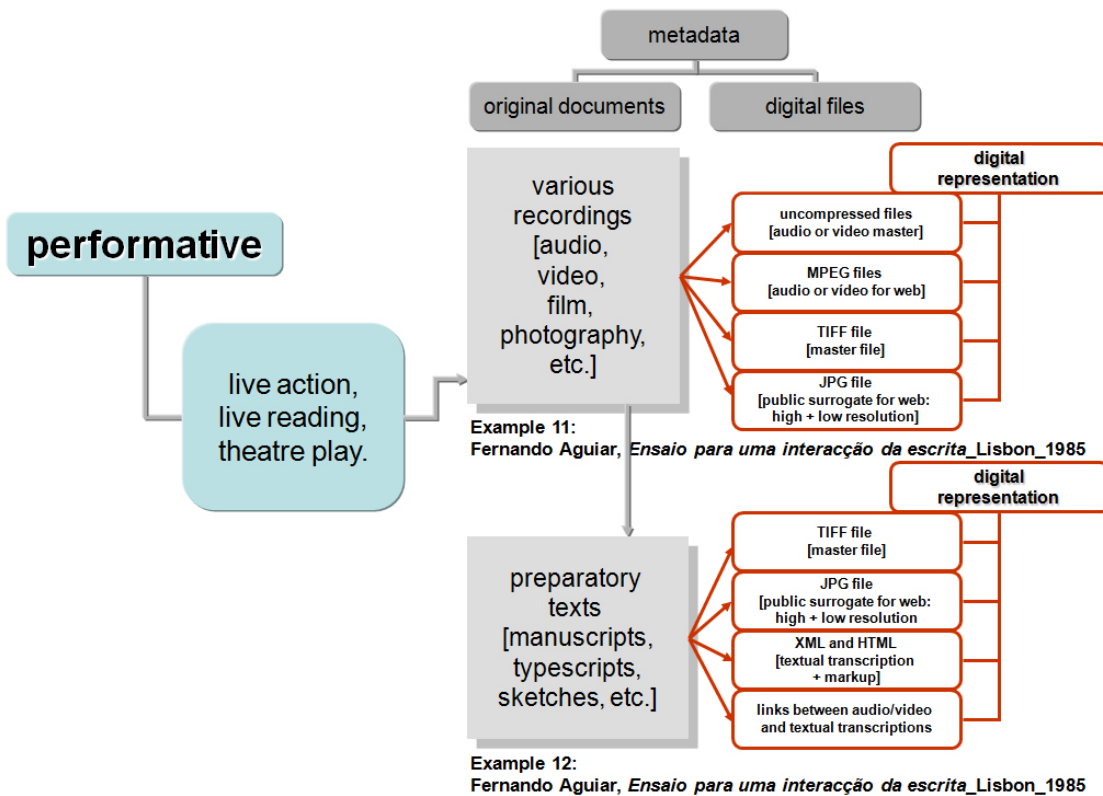 metadata
original documents
digital files
performative
live action,
live reading,
theatre play.
various
recordings
[audio,
video,
film,
photography,
etc.]
digital
representation
uncompressed files
[audio or video master]
MPEG files
[audio or vídeo for web]
TIFF file
[master file]
JPG file
[public surrogate for web:
high + low resolution]
Example 11:
Fernando Aguiar, Ensaio para uma interacção da escrita_Lisbon_1985
preparatory
texts
[manuscripts,
typescripts,
sketches, etc.]
digital
representation
TIFF file
[master file]
JPG file
[public surrogate for web:
high + low resolution
XML and HTML
[textual transcription
+ markup]
links between audio/video
and textual transcriptions
Example 12:
Fernando Aguiar, Ensaio para uma interacção da escrita_Lisbon_1985